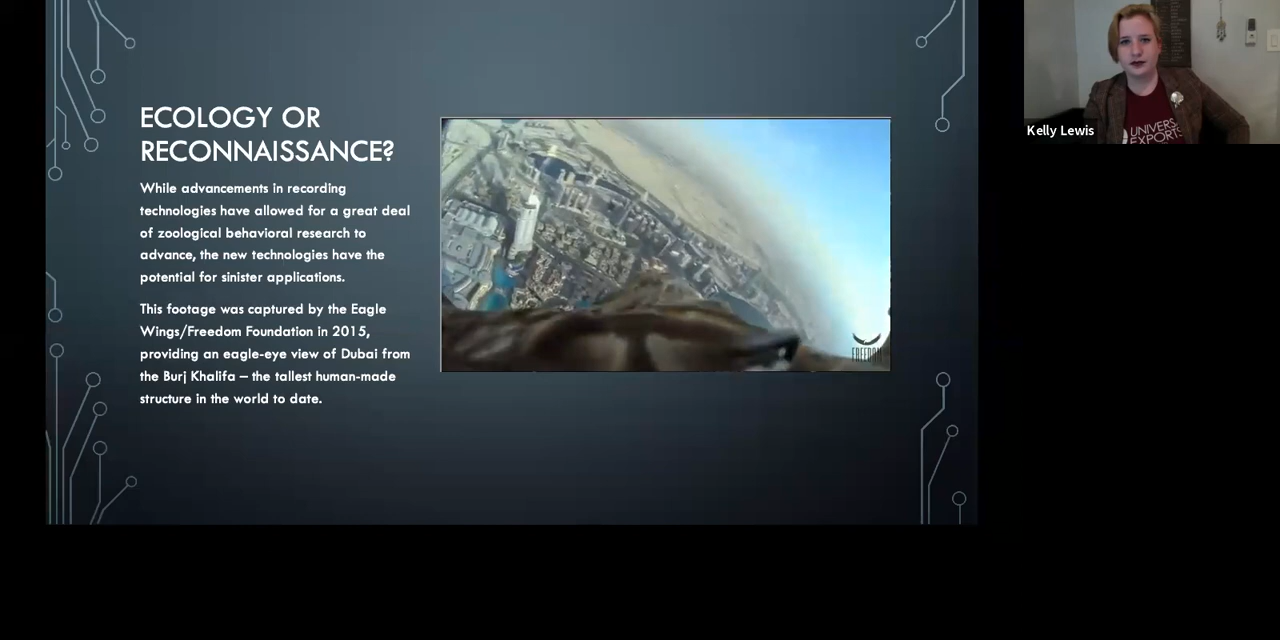 ECOLOGY OR
RECONNAISSANCE?
While advancements in recording
technologies have allowed for a great deal
of zoological behavioral research to
advance, the new technologies have the
potential for sinister applications.
This footage was captured by the Eagle
Wings/Freedom Foundation in 2015,
providing an eagle-eye view of Dubai from
the Burj Khalifa – the tallest human-made
structure in the world to date.
FREEDOM
Kelly Lewis
UNIVERS
EXPORTS